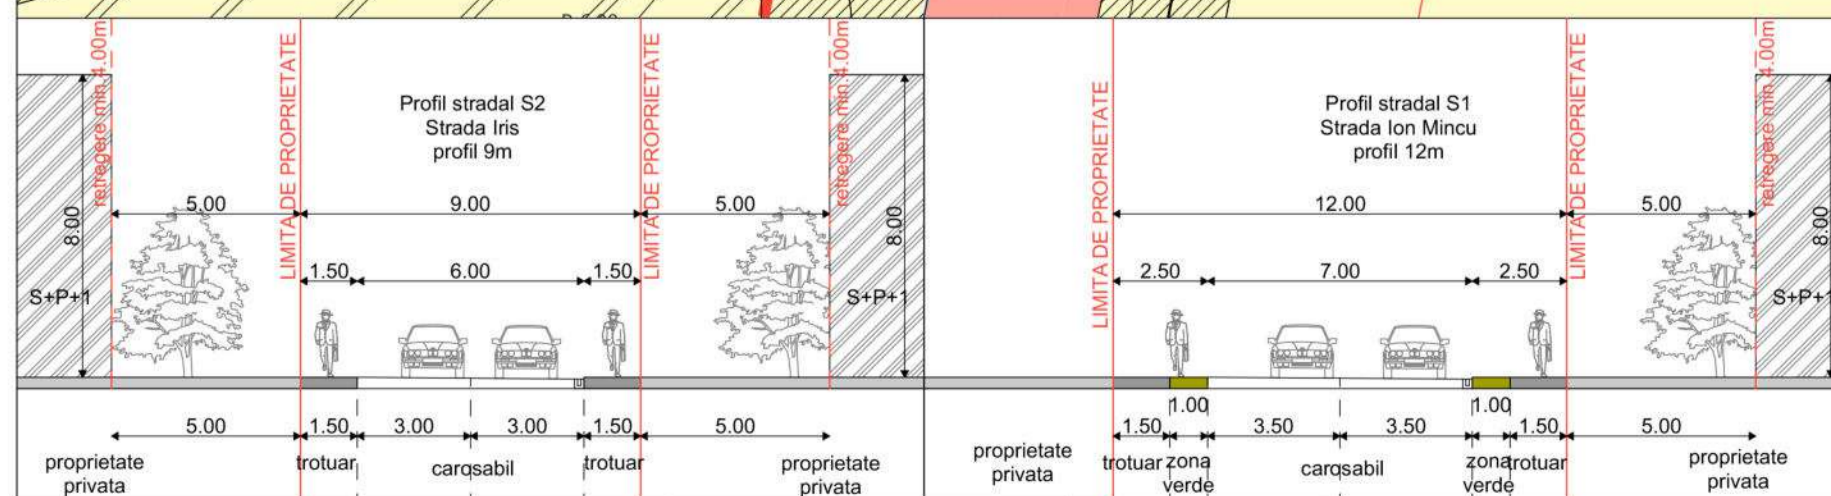 retregere min.4.00m
LIMITA DE PROPRIETATE
Profil stradal S2
Strada Iris
profil 9m
LIMITA DE PROPRIETATE
retregere min.4.00m
5.00
9.00
5.00
8.00
8.00
1.50
6.00
1.50
S+P+1
S+P+1
5.00
1.50
3.00
3.00
1.50
5.00
proprietate
privata
trotuar
carosabil
trotuar
proprietate
privata
LIMITA DE PROPRIETATE
Profil stradal S1
Strada Ion Mincu
profil 12m
LIMITA DE PROPRIETATE
retregere min.4.00m
12.00
5.00
8.00
2.50
7.00
2.50
S+P+1
1.00
1.00
1.50
3.50
3.50
1.50
5.00
proprietate
privata
trotuar
zona
verde
carosabil
zona
verde
trotuar
proprietate
privata